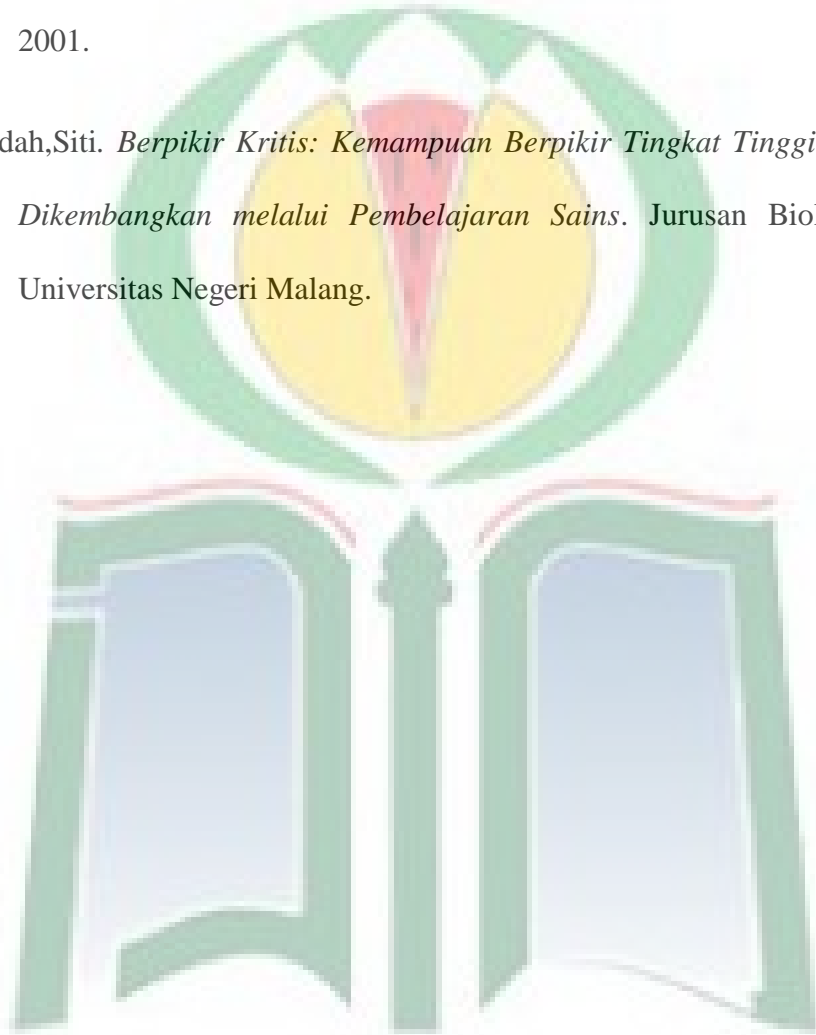 2001.
dah,Siti. Berpikir Kritis: Kemampuan Berpikir Tingkat Tinggi
Dikembangkan melalui Pembelajaran Sains. Jurusan Biol
Universitas Negeri Malang.